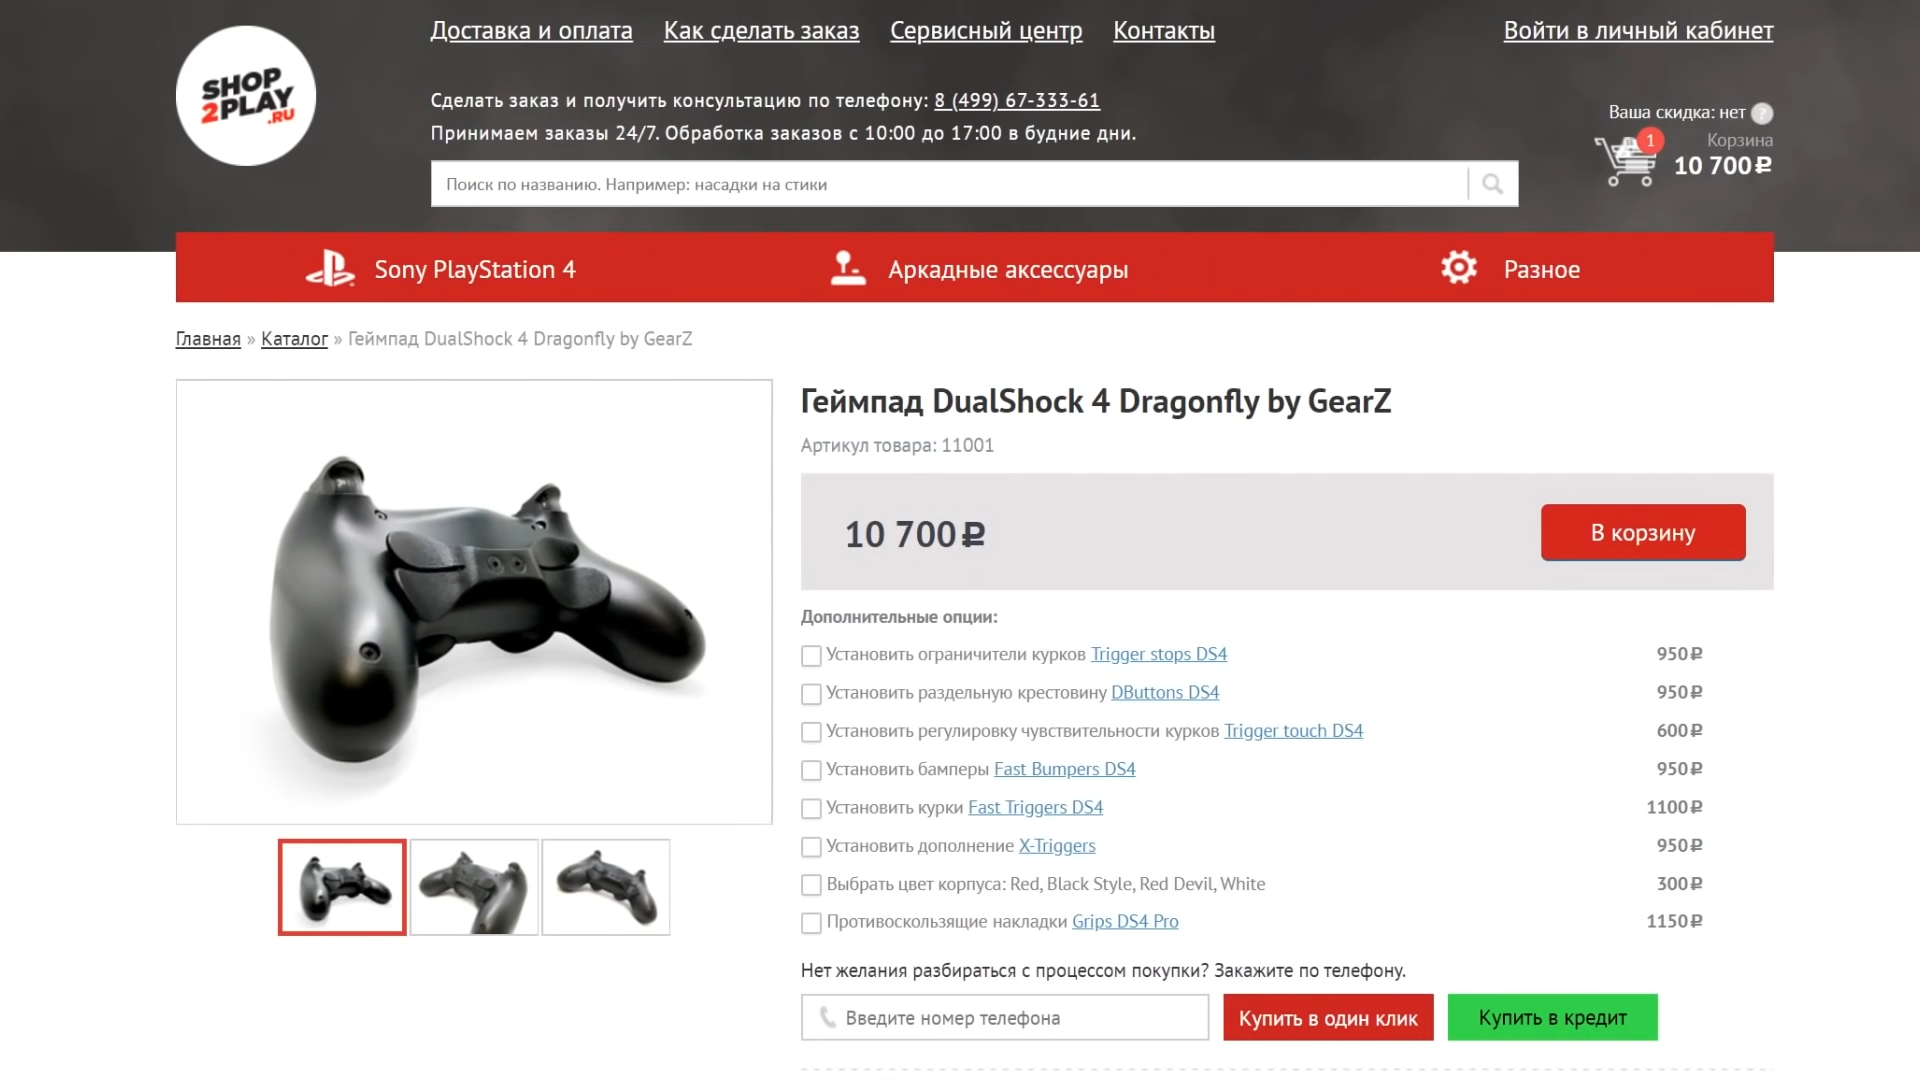 Доставка и оплата Как сделать заказ Сервисный центр Контакты Войти в личный кабинет
SHOP
2PLAY
.RU
Сделать заказ и получить консультацию по телефону: 8 (499) 67-333-61
Принимаем заказы 24/7. Обработка заказов с 10:00 до 17:00 в будние дни.
Ваша скидка: нет ?
1 Корзина
10 700₽
Поиск по названию. Например: насадки на стики
Sony PlayStation 4 Аркадные аксессуары Разное
Главная » Каталог » Геймпад DualShock 4 Dragonfly by GearZ
Геймпад DualShock 4 Dragonfly by GearZ
Артикул товара: 11001
10 700₽ В корзину
Дополнительные опции:
Установить ограничители курков Trigger stops DS4 950₽
Установить раздельную крестовину DButtons DS4 950₽
Установить регулировку чувствительности курков Trigger touch DS4 600₽
Установить бамперы Fast Bumpers DS4 950₽
Установить курки Fast Triggers DS4 1100₽
Установить дополнение X-Triggers 950₽
Выбрать цвет корпуса: Red, Black Style, Red Devil, White 300₽
Противоскользящие накладки Grips DS4 Pro 1150₽
Нет желания разбираться с процессом покупки? Закажите по телефону.
Введите номер телефона Купить в один клик Купить в кредит